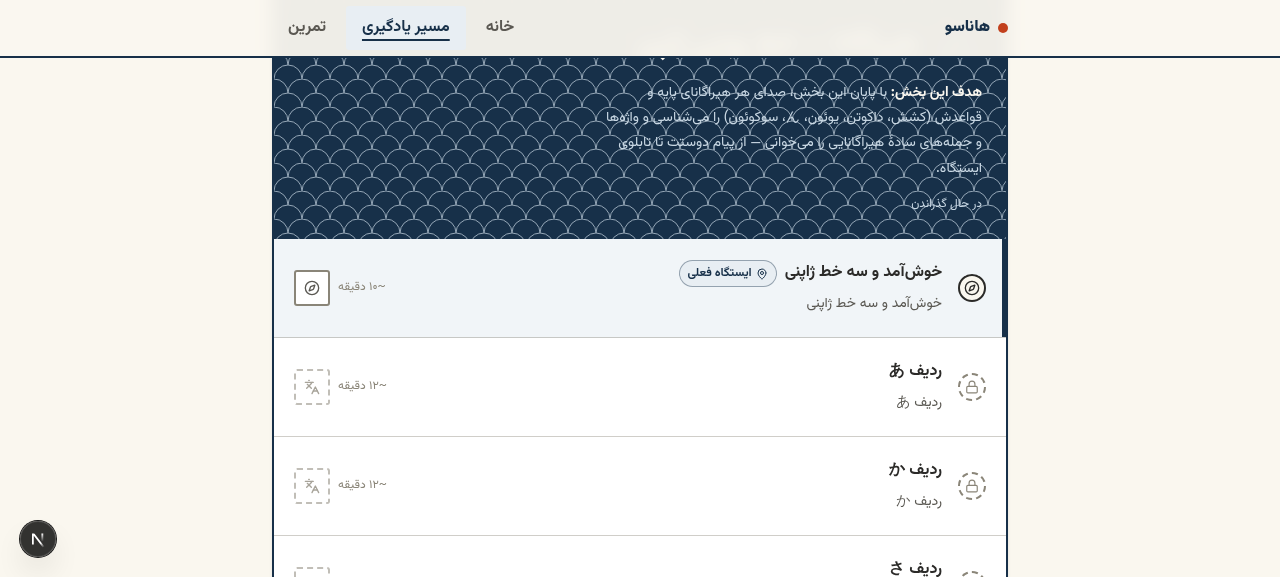 هاناسو
خانه
مسیر یادگیری
تمرین
هدف این بخش: با پایان این بخش، صدای هر هیراگانای پایه و
قواعدش (کشش، داکوتن، یوئون، ん، سوکوئون) را می‌شناسی و واژه‌ها
و جمله‌های سادهٔ هیراگانایی را می‌خوانی — از پیام دوستت تا تابلوی
ایستگاه.
در حال گذراندن
خوش‌آمد و سه خط ژاپنی
ایستگاه فعلی
خوش‌آمد و سه خط ژاپنی
~۱۰ دقیقه
ردیف あ
ردیف あ
~۱۲ دقیقه
ردیف か
ردیف か
~۱۲ دقیقه
ردیف さ
N